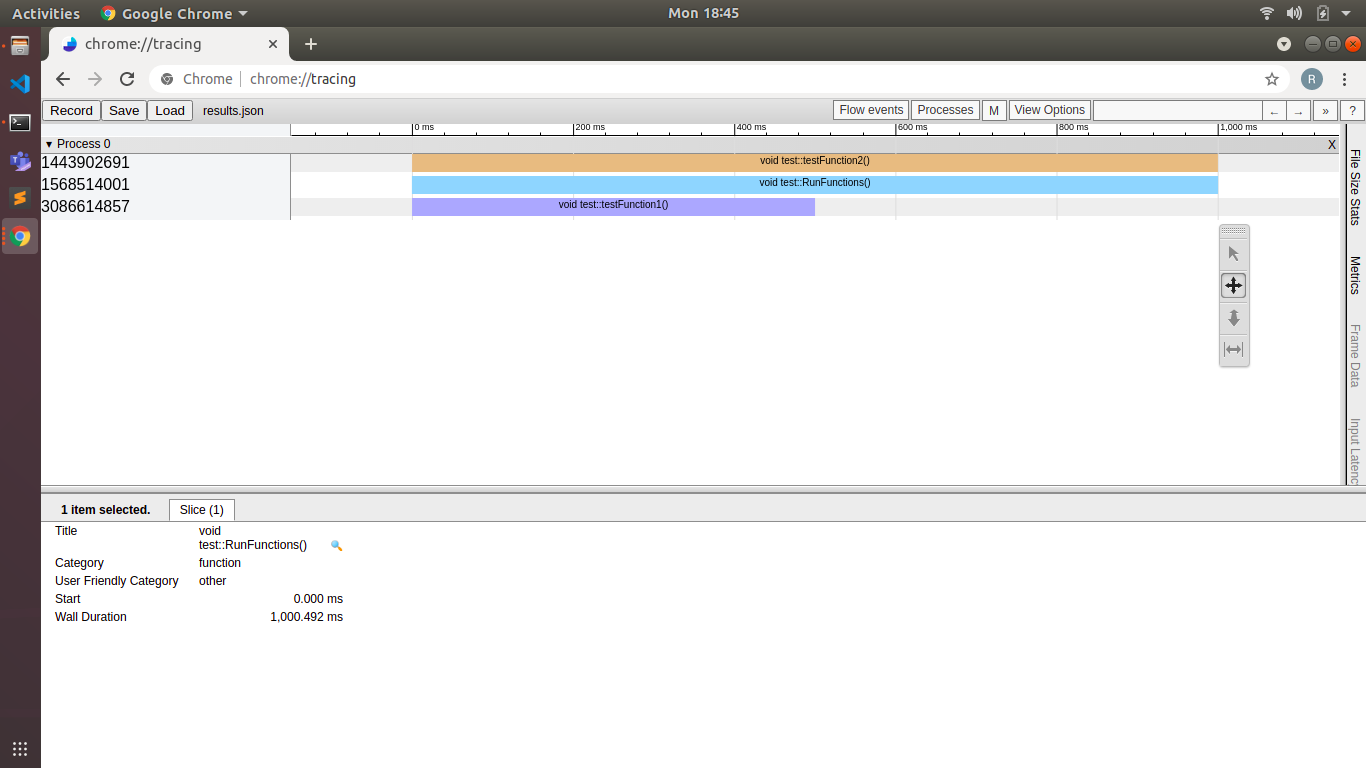 Activities Google Chrome Mon 18:45
chrome://tracing
Chrome chrome://tracing R
Record Save Load results.json Flow events Processes M View Options ← → » ?
0 ms 200 ms 400 ms 600 ms 800 ms 1,000 ms
▼ Process 0 X
1443902691 void test::testFunction2()
1568514001 void test::RunFunctions()
3086614857 void test::testFunction1()
File Size Stats
Metrics
Frame Data
Input Latenc
1 item selected. Slice (1)
Title void
test::RunFunctions()
Category function
User Friendly Category other
Start 0.000 ms
Wall Duration 1,000.492 ms